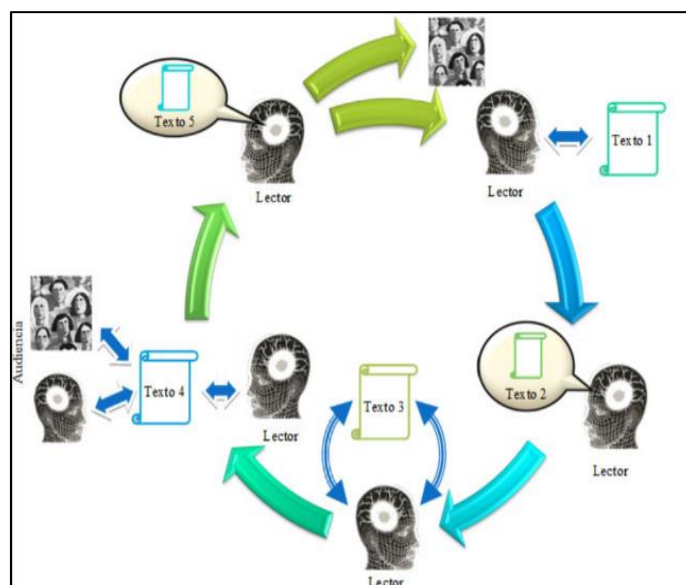 Texto 5
Lector
Lector
Texto 1
Texto 2
Lector
Texto 3
Lector
Texto 4
Lector
Audiencia